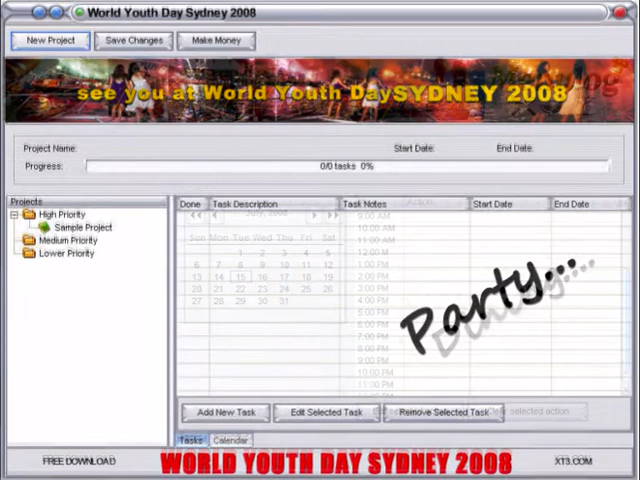 World Youth Day Sydney 2008
New Project Save Changes Make Money
see you at World Youth DaySYDNEY 2008
Project Name: Start Date: End Date:
Progress: 0/0 tasks 0%
Projects
High Priority
Sample Project
Medium Priority
Lower Priority
Done Task Description Task Notes Start Date End Date
Action
July, 2008
Sun Mon Tue Wed Thu Fri Sat
1 2 3 4 5
6 7 8 9 10 11 12
13 14 15 16 17 18 19
20 21 22 23 24 25 26
27 28 29 30 31
9:00 AM
10:00 AM
11:00 AM
12:00 M
1:00 PM
2:00 PM
3:00 PM
4:00 PM
5:00 PM
6:00 PM
7:00 PM
8:00 PM
9:00 PM
10:00 PM
11:00 PM
Party...
Add New Task Edit Selected Task Remove Selected Task
Clear selected action
Tasks Calendar
FREE DOWNLOAD WORLD YOUTH DAY SYDNEY 2008 XT3.COM